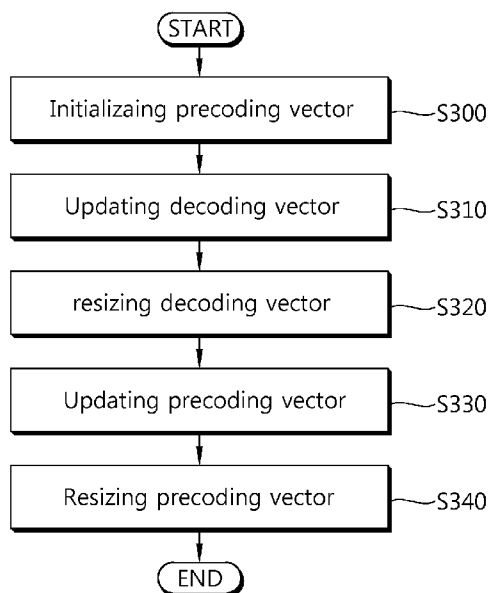 START
Initializaing precoding vector
S300
Updating decoding vector
S310
resizing decoding vector
S320
Updating precoding vector
S330
Resizing precoding vector
S340
END